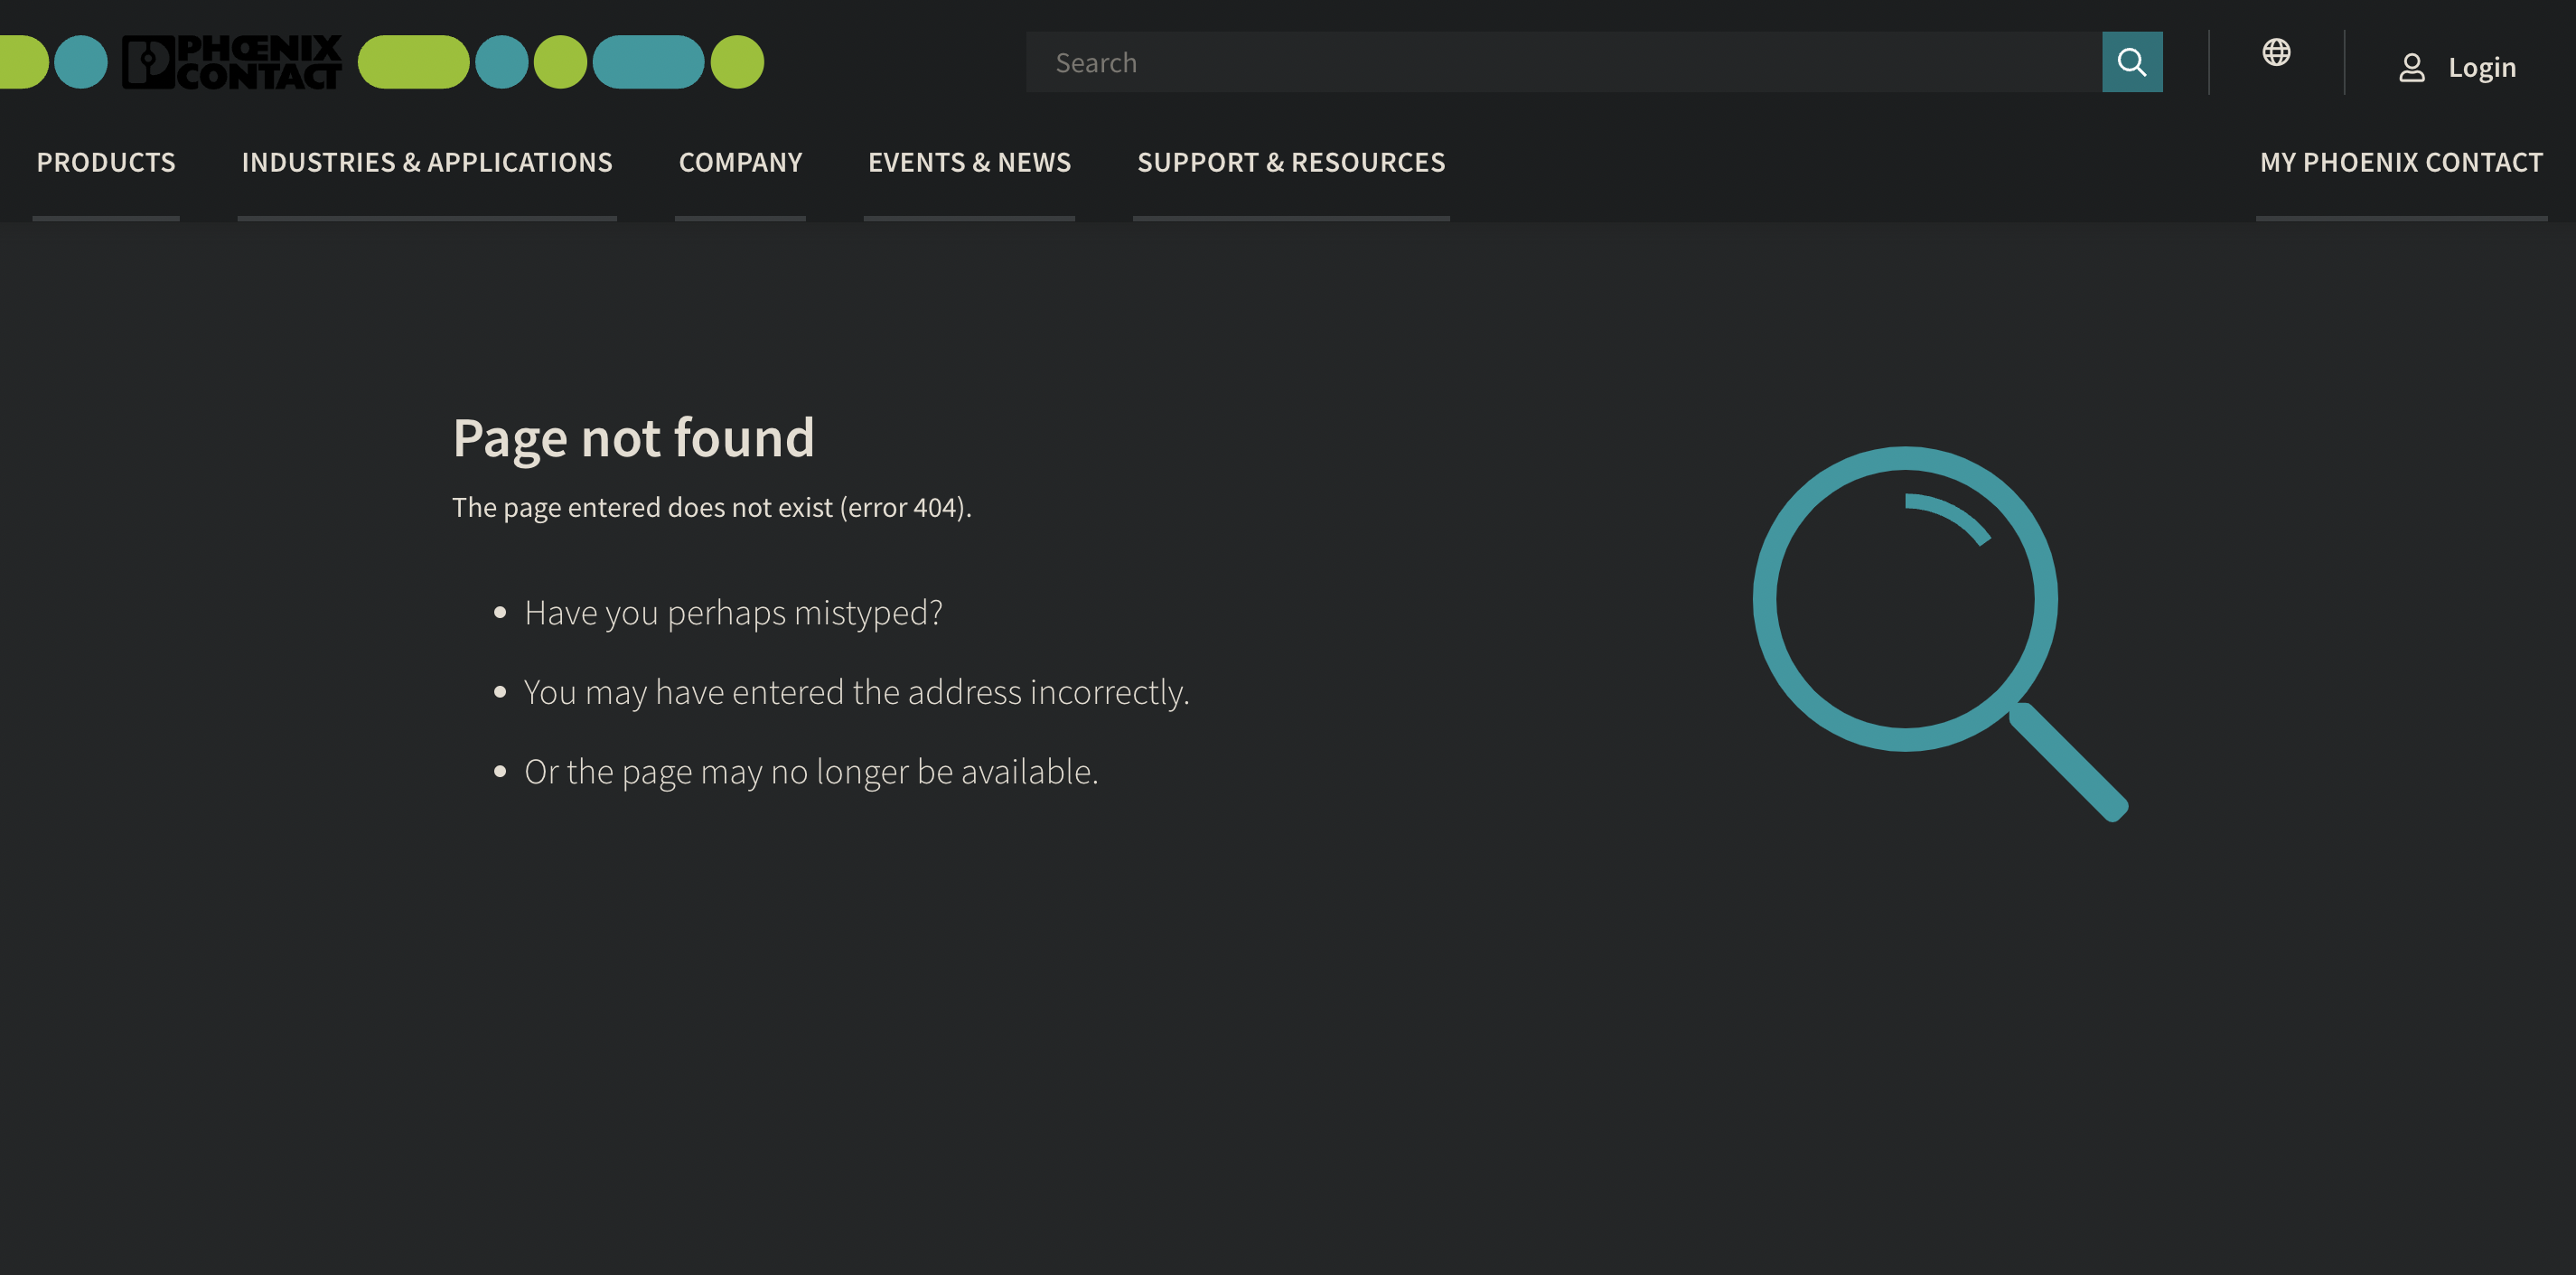 PHŒNIX
CONTACT
Search
Login
PRODUCTS INDUSTRIES & APPLICATIONS COMPANY EVENTS & NEWS SUPPORT & RESOURCES MY PHOENIX CONTACT
Page not found
The page entered does not exist (error 404).
• Have you perhaps mistyped?
• You may have entered the address incorrectly.
• Or the page may no longer be available.